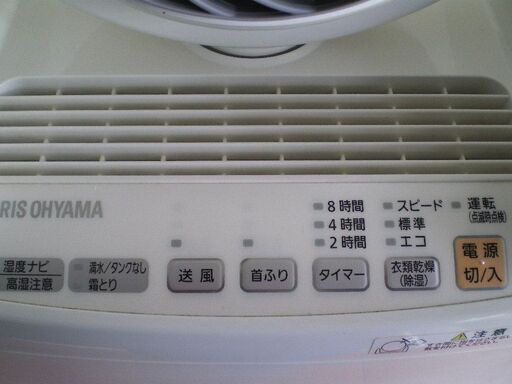 RIS OHYAMA
8時間
4時間
2時間
スピード
標準
エコ
運転
(点滅時点検)
湿度ナビ
高湿注意
満水/タンクなし
霜とり
送風
首ふり
タイマー
衣類乾燥
(除湿)
電源
切/入
注意